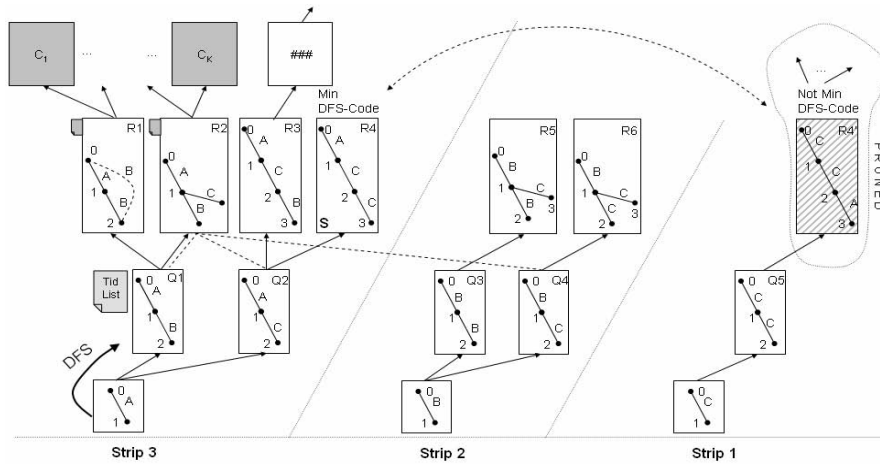 C1 ... ... CK ###
Min
DFS-Code
Not Min
DFS-Code
...
R1 0 A B 1 B 2
R2 0 A 1 C B 2
R3 0 A 1 C 2 B 3
R4 0 A 1 C 2 C S 3
R5 0 B 1 C B 2 3
R6 0 B 1 C C 2 3
R4' 0 C 1 C 2 A 3
PRUNED
Tid
List
Q1 0 A 1 B 2
Q2 0 A 1 C 2
Q3 0 B 1 B 2
Q4 0 B 1 C 2
Q5 0 C 1 C 2
DFS
0 A 1
0 B 1
0 C 1
Strip 3 Strip 2 Strip 1